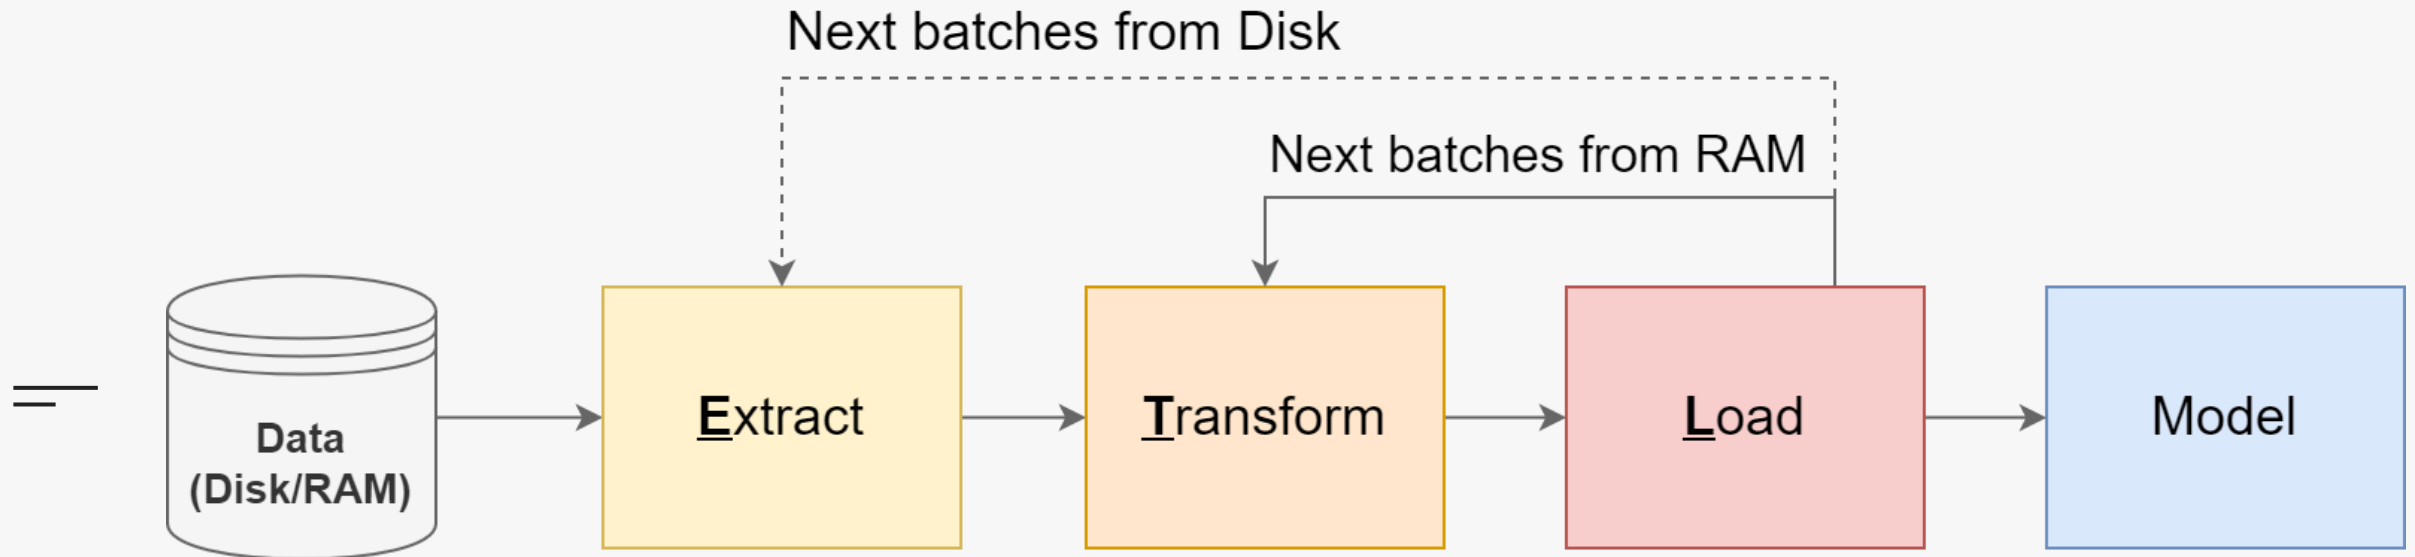 Next batches from Disk
Next batches from RAM
Data
(Disk/RAM)
Extract
Transform
Load
Model